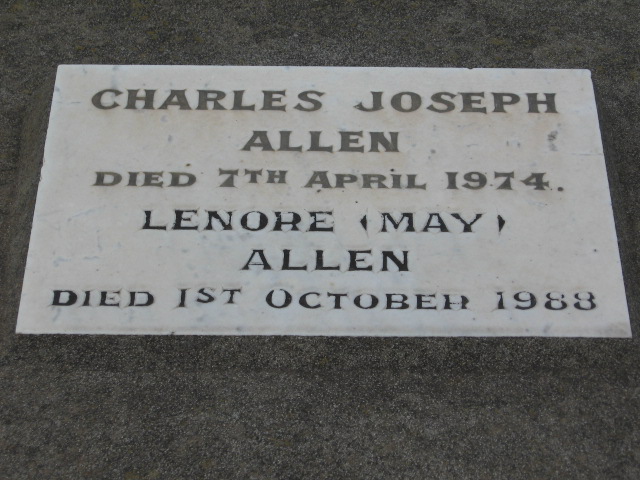 CHARLES JOSEPH
ALLEN
DIED 7TH APRIL 1974.
LENORE (MAY)
ALLEN
DIED 1ST OCTOBER 1988